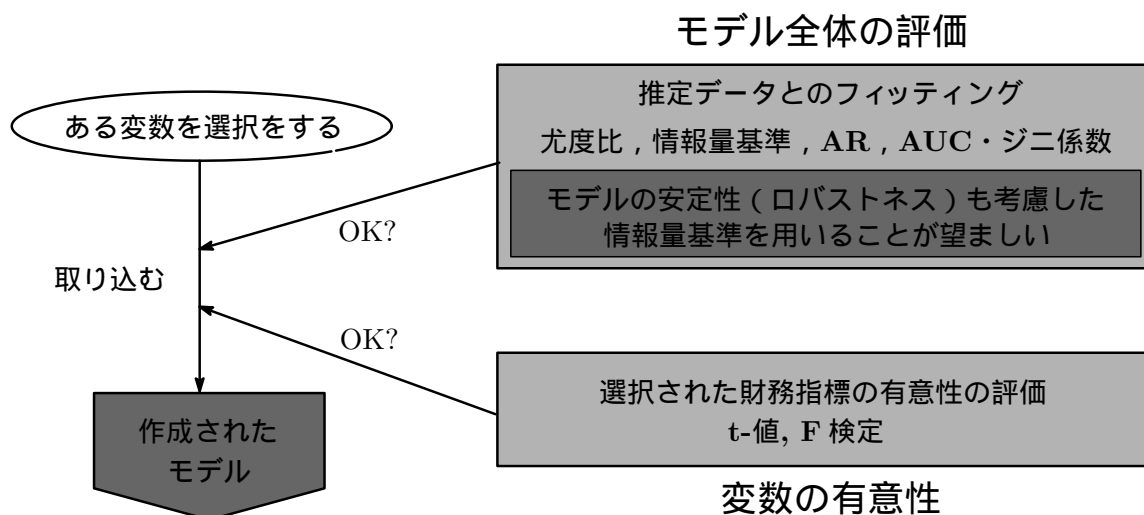 モデル全体の評価
推定データとのフィッティング
尤度比 , 情報量基準 , AR , AUC・ジニ係数
モデルの安定性 ( ロバストネス ) も考慮した
情報量基準を用いることが望ましい
ある変数を選択をする
OK?
取り込む
OK?
選択された財務指標の有意性の評価
t-値, F 検定
変数の有意性
作成された
モデル